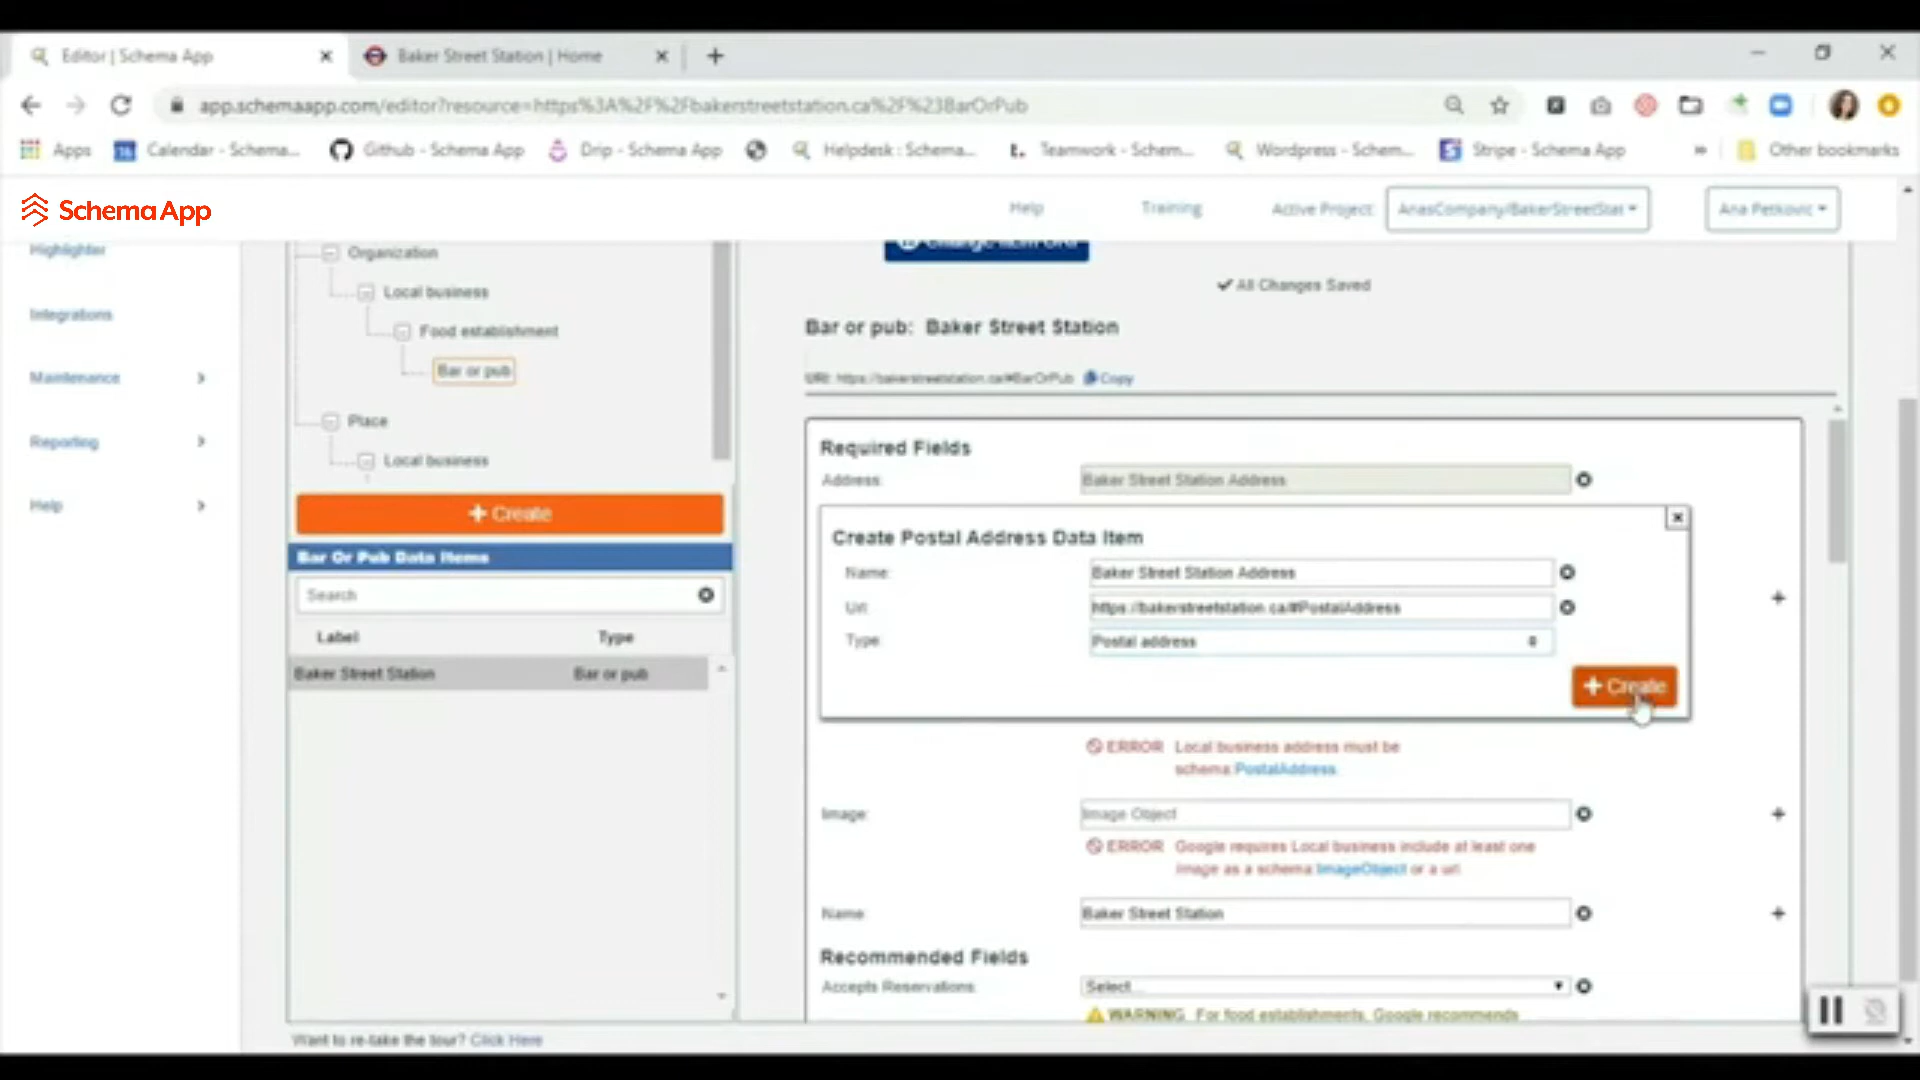 Editor | Schema App
Baker Street Station | Home
app.schemaapp.com/editor?resource=https%3A%2F%2Fbakerstreetstation.ca%2F%23BarOrPub
Apps
Calendar - Schema...
Github - Schema App
Drip - Schema App
Helpdesk : Schema...
Teamwork - Schem...
Wordpress - Schem...
Stripe - Schema App
Other bookmarks
Schema App
Help
Training
Active Project:
AnasCompany/BakerStreetStat
Ana Petkovic
Highlighter
Integrations
Maintenance
Reporting
Help
Organization
Local business
Food establishment
Bar or pub
Place
Local business
+ Create
Bar Or Pub Data Items
Search
Label Type
Baker Street Station Bar or pub
Want to re-take the tour? Click Here
Change Item URI
All Changes Saved
Bar or pub: Baker Street Station
URI: https://bakerstreetstation.ca/#BarOrPub Copy
Required Fields
Address: Baker Street Station Address
Create Postal Address Data Item
Name: Baker Street Station Address
Url: https://bakerstreetstation.ca/#PostalAddress
Type: Postal address
+ Create
ERROR Local business address must be
schema:PostalAddress.
Image: Image Object
ERROR Google requires Local business include at least one
image as a schema:ImageObject or a url.
Name: Baker Street Station
Recommended Fields
Accepts Reservations: Select...
WARNING For food establishments, Google recommends